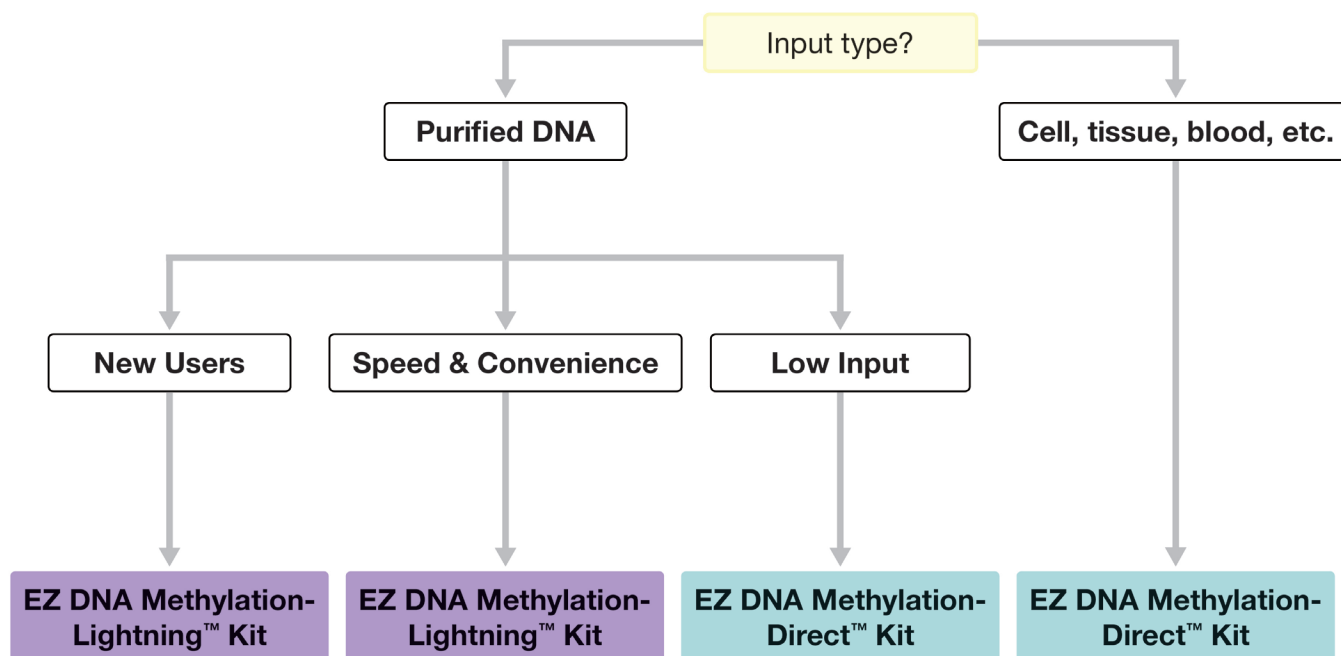 Input type?
Purified DNA
Cell, tissue, blood, etc.
New Users
Speed & Convenience
Low Input
EZ DNA Methylation-
Lightning™ Kit
EZ DNA Methylation-
Lightning™ Kit
EZ DNA Methylation-
Direct™ Kit
EZ DNA Methylation-
Direct™ Kit